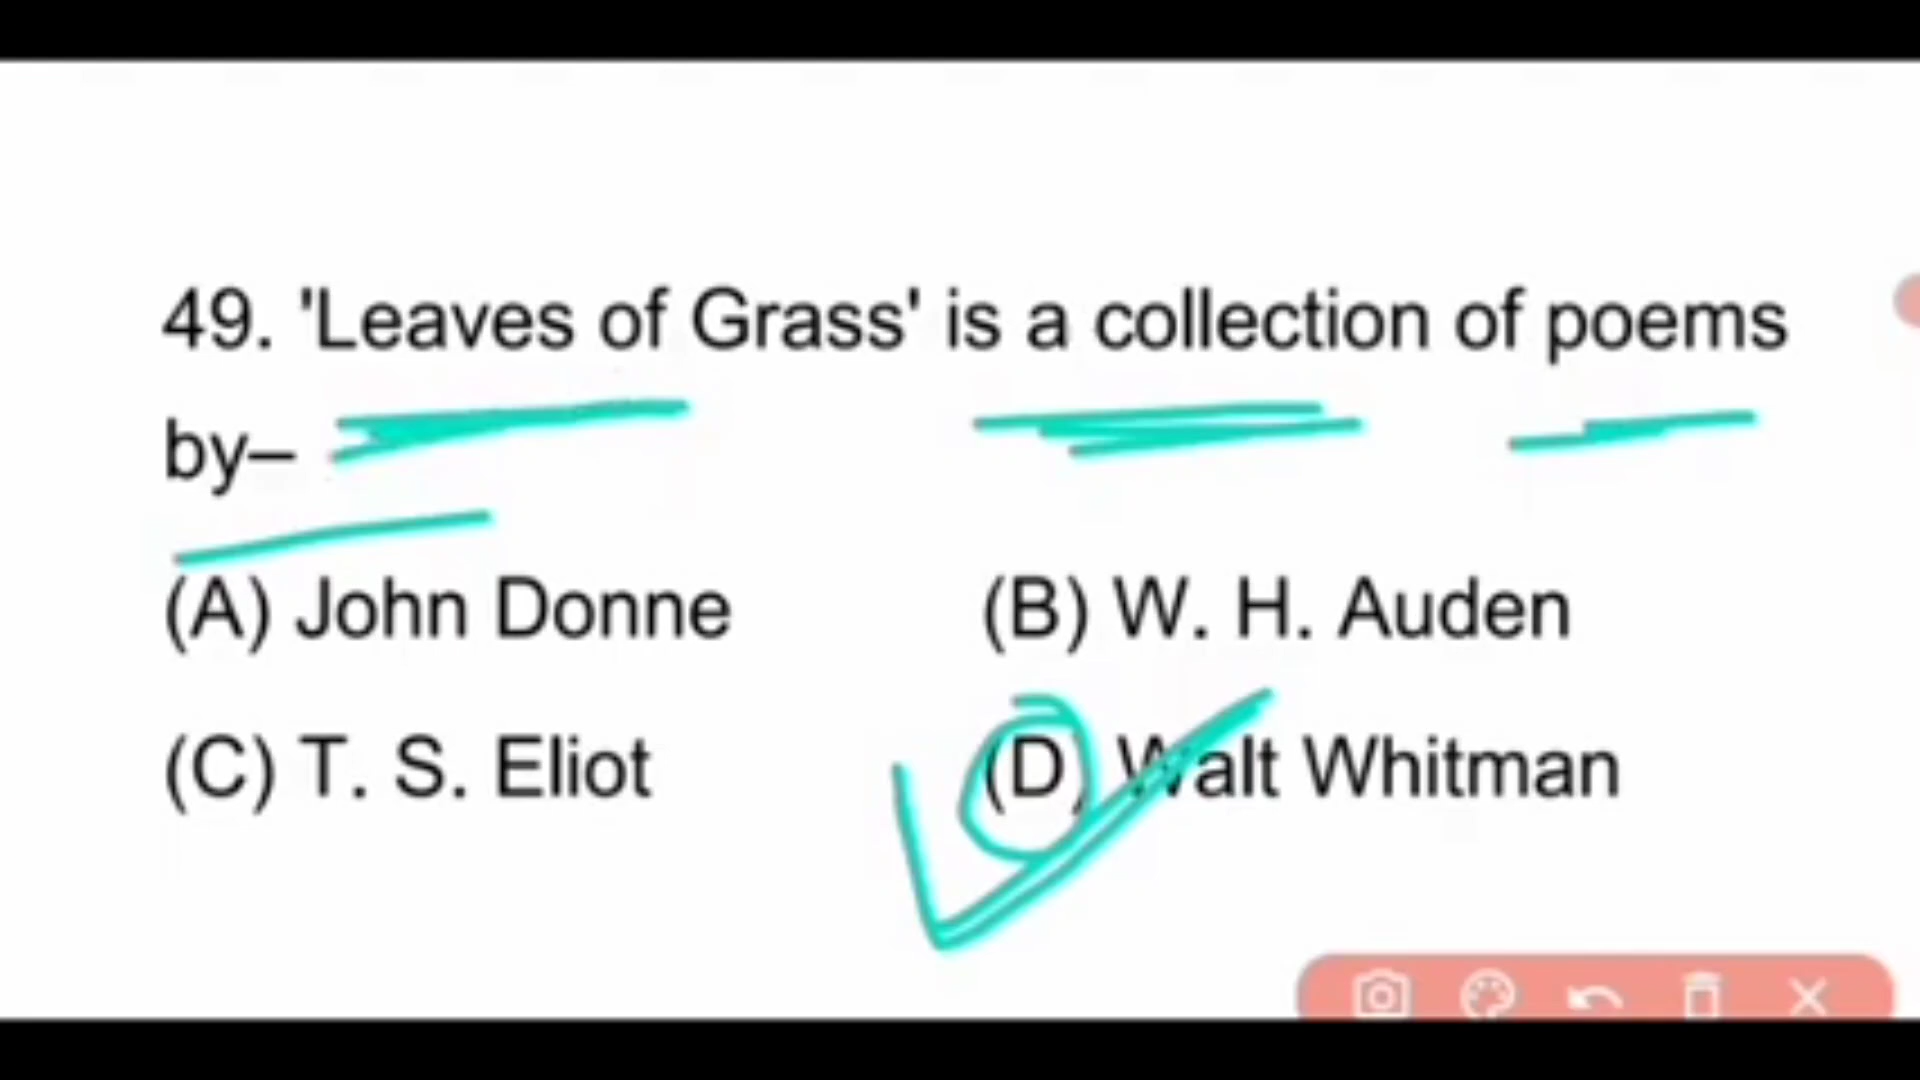 49. 'Leaves of Grass' is a collection of poems
by–
(A) John Donne (B) W. H. Auden
(C) T. S. Eliot (D) Walt Whitman